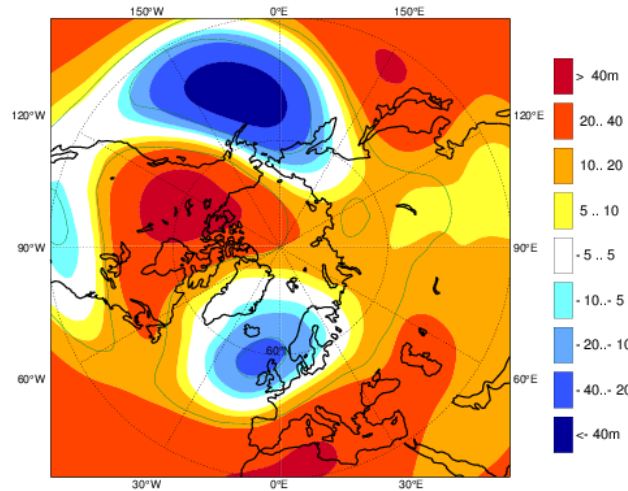 150°W 0°E 150°E
120°W 120°E
90°W 90°E
60°W 60°E
30°W 0°E 30°E
60°N
> 40m
20.. 40
10.. 20
5 .. 10
- 5 .. 5
- 10..- 5
- 20..- 10
- 40..- 20
<- 40m